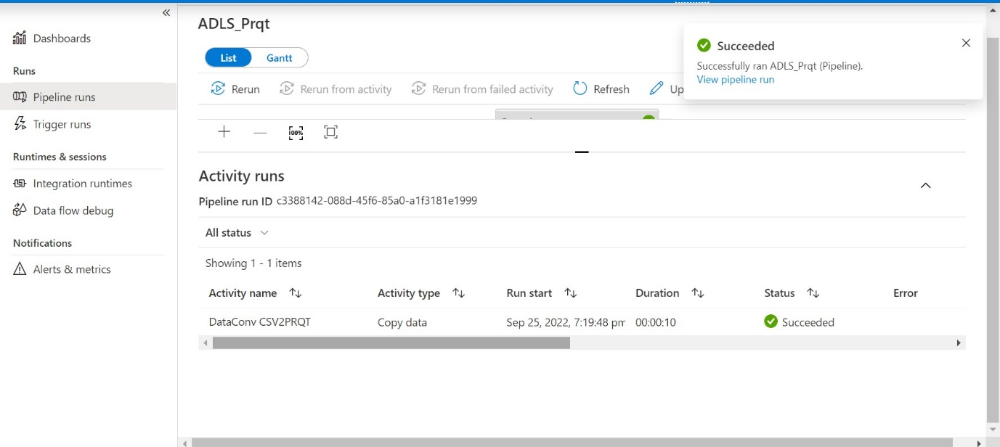 «
Dashboards
Runs
Pipeline runs
Trigger runs
Runtimes & sessions
Integration runtimes
Data flow debug
Notifications
Alerts & metrics
ADLS_Prqt
List Gantt
Rerun Rerun from activity Rerun from failed activity Refresh Up
Succeeded
Successfully ran ADLS_Prqt (Pipeline).
View pipeline run
100%
Activity runs
Pipeline run ID c3388142-088d-45f6-85a0-a1f3181e1999
All status
Showing 1 - 1 items
Activity name Activity type Run start Duration Status Error
DataConv CSV2PRQT Copy data Sep 25, 2022, 7:19:48 pm 00:00:10 Succeeded